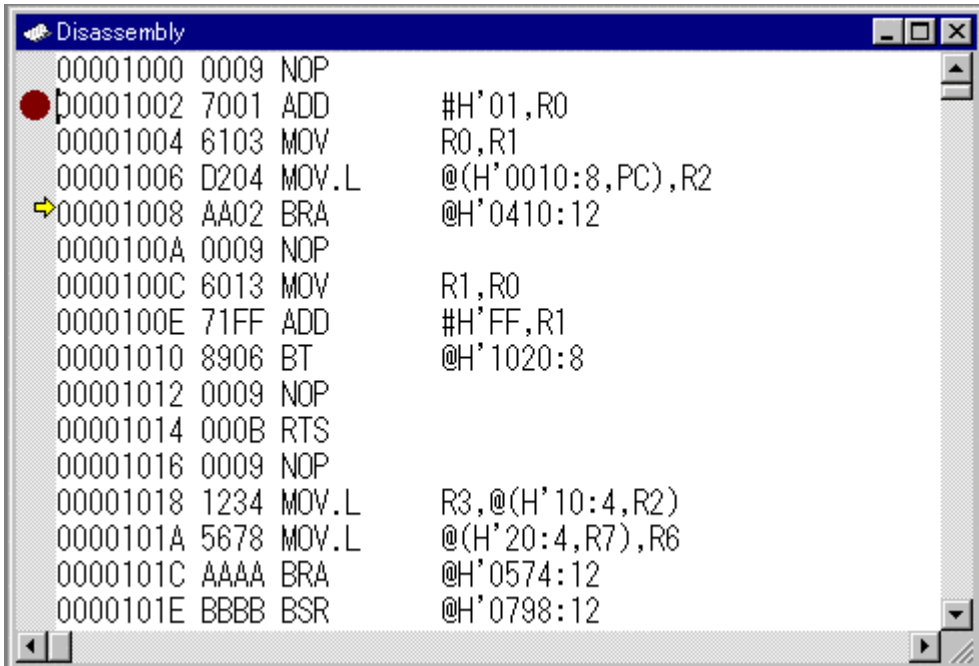 Disassembly
00001000 0009 NOP
00001002 7001 ADD #H'01,R0
00001004 6103 MOV R0,R1
00001006 D204 MOV.L @(H'0010:8,PC),R2
00001008 AA02 BRA @H'0410:12
0000100A 0009 NOP
0000100C 6013 MOV R1,R0
0000100E 71FF ADD #H'FF,R1
00001010 8906 BT @H'1020:8
00001012 0009 NOP
00001014 000B RTS
00001016 0009 NOP
00001018 1234 MOV.L R3,@(H'10:4,R2)
0000101A 5678 MOV.L @(H'20:4,R7),R6
0000101C AAAA BRA @H'0574:12
0000101E BBBB BSR @H'0798:12